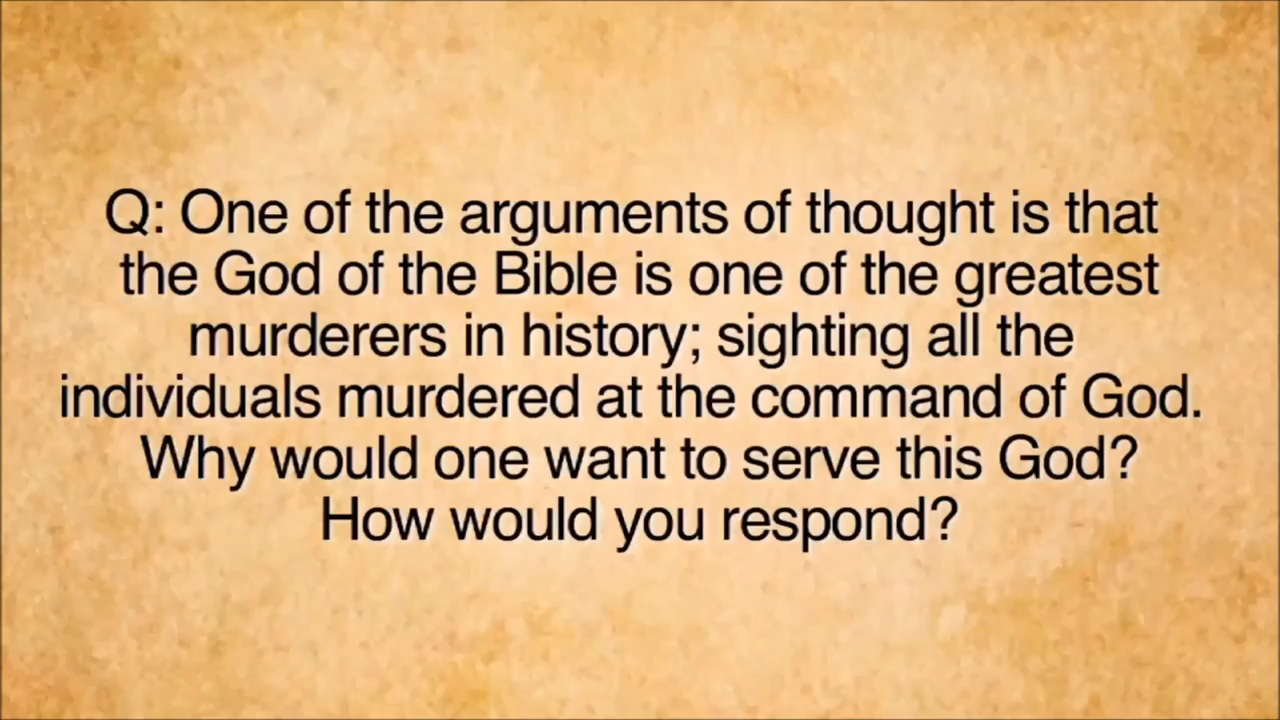 Q: One of the arguments of thought is that
the God of the Bible is one of the greatest
murderers in history; sighting all the
individuals murdered at the command of God.
Why would one want to serve this God?
How would you respond?